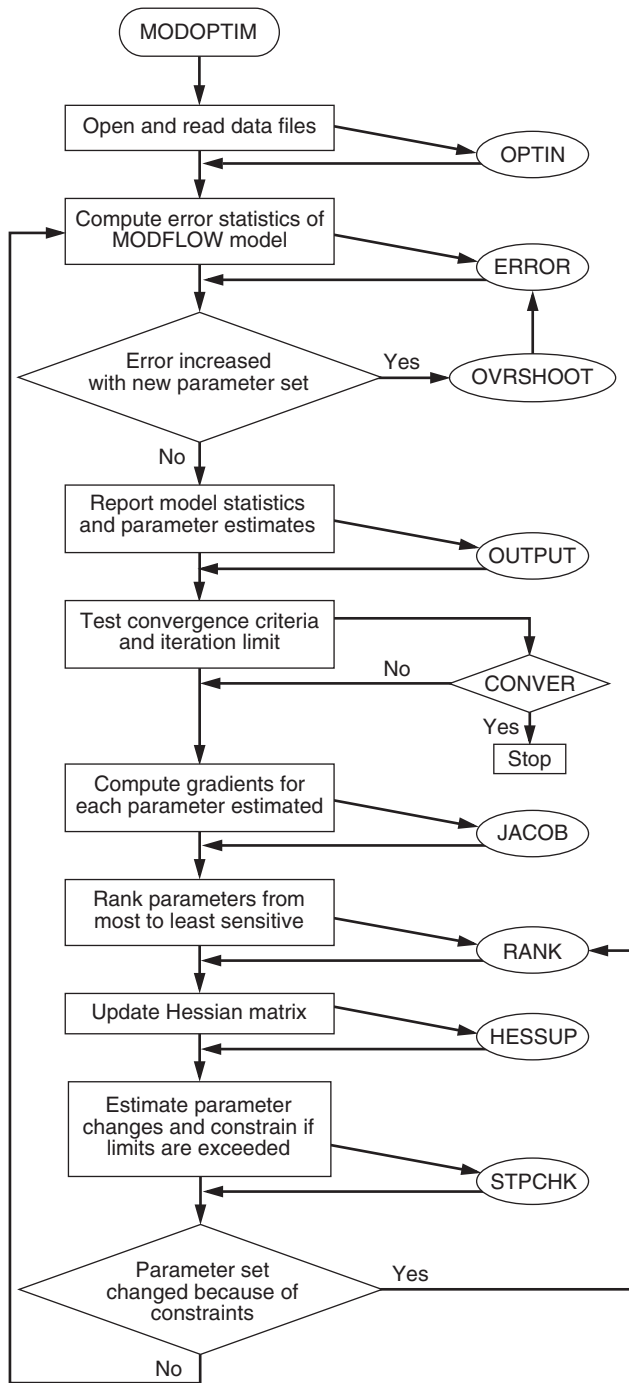 MODOPTIM
Open and read data files
OPTIN
Compute error statistics of
MODFLOW model
ERROR
Error increased
with new parameter set
Yes
OVRSHOOT
No
Report model statistics
and parameter estimates
OUTPUT
Test convergence criteria
and iteration limit
No
CONVER
Yes
Stop
Compute gradients for
each parameter estimated
JACOB
Rank parameters from
most to least sensitive
RANK
Update Hessian matrix
HESSUP
Estimate parameter
changes and constrain if
limits are exceeded
STPCHK
Parameter set
changed because of
constraints
Yes
No